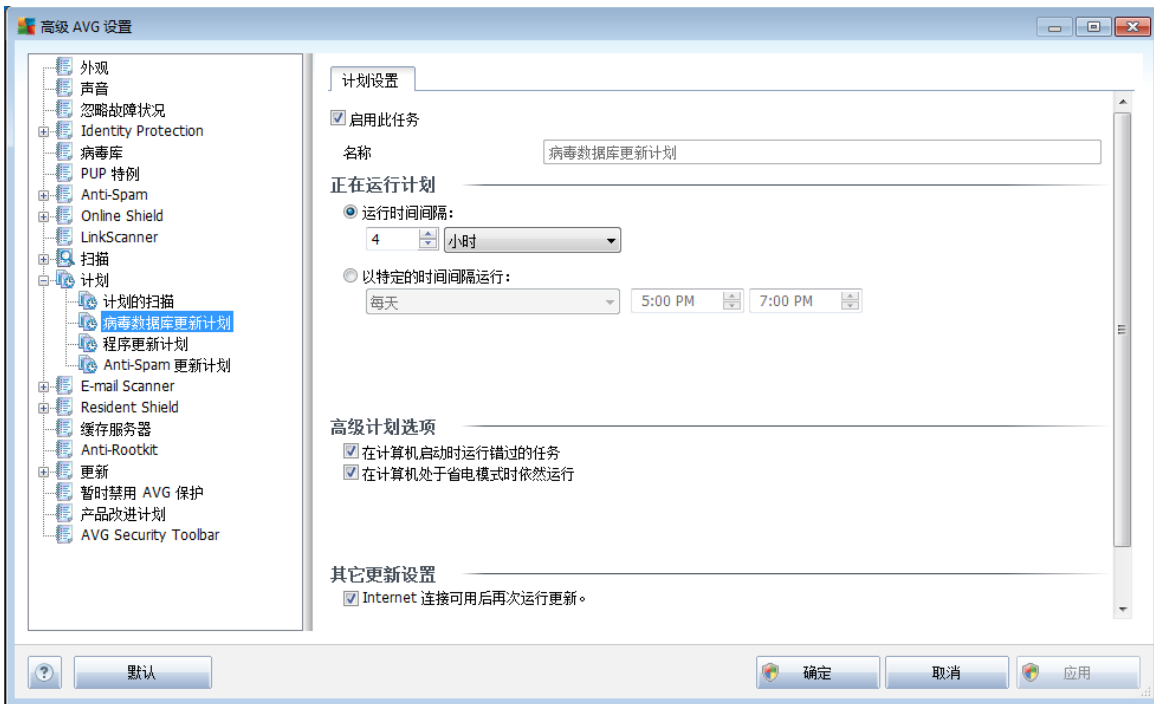 高级 AVG 设置
外观
声音
忽略故障状况
Identity Protection
病毒库
PUP 特例
Anti-Spam
Online Shield
LinkScanner
扫描
计划
计划的扫描
病毒数据库更新计划
程序更新计划
Anti-Spam 更新计划
E-mail Scanner
Resident Shield
缓存服务器
Anti-Rootkit
更新
暂时禁用 AVG 保护
产品改进计划
AVG Security Toolbar
计划设置
启用此任务
名称 病毒数据库更新计划
正在运行计划
运行时间间隔:
4 小时
以特定的时间间隔运行:
每天 5:00 PM 7:00 PM
高级计划选项
在计算机启动时运行错过的任务
在计算机处于省电模式时依然运行
其它更新设置
Internet 连接可用后再次运行更新。
? 默认 确定 取消 应用